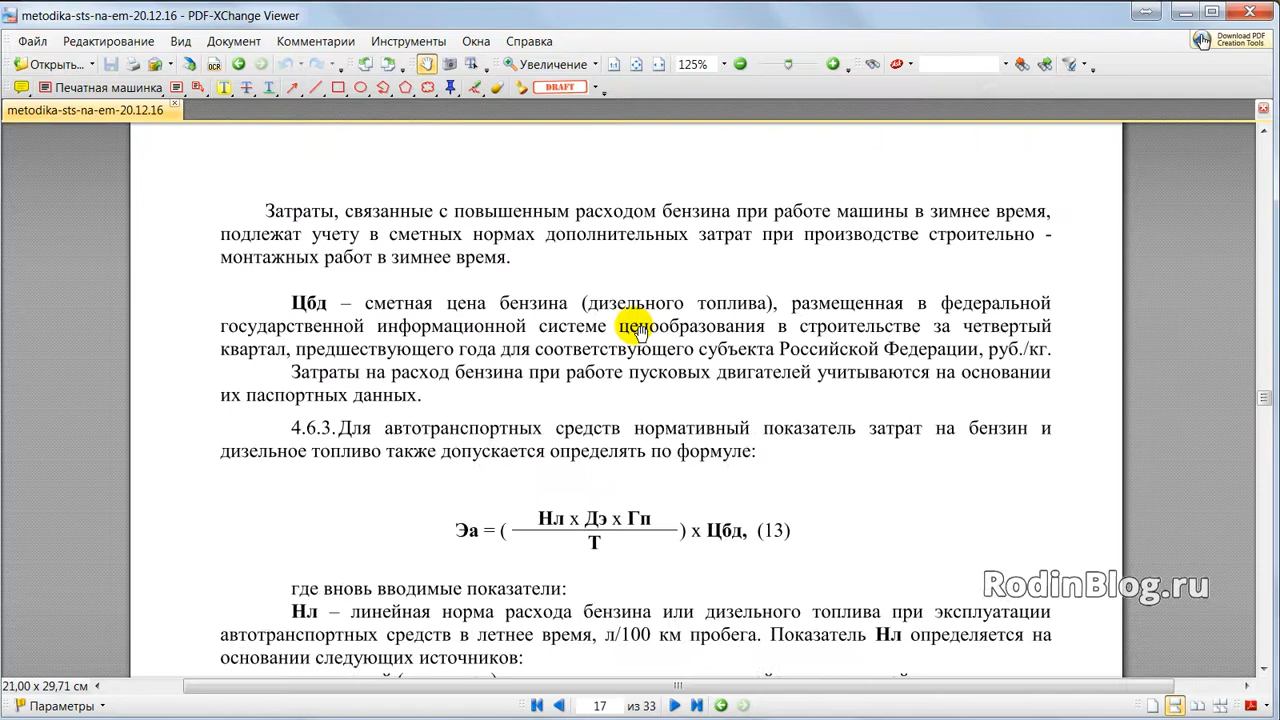 metodika-sts-na-em-20.12.16 - PDF-XChange Viewer
Файл Редактирование Вид Документ Комментарии Инструменты Окна Справка
Download PDF
Creation Tools
Открыть... OCR Увеличение 125%
Печатная машинка T T T DRAFT
metodika-sts-na-em-20.12.16
Затраты, связанные с повышенным расходом бензина при работе машины в зимнее время,
подлежат учету в сметных нормах дополнительных затрат при производстве строительно -
монтажных работ в зимнее время.
Цбд – сметная цена бензина (дизельного топлива), размещенная в федеральной
государственной информационной системе ценообразования в строительстве за четвертый
квартал, предшествующего года для соответствующего субъекта Российской Федерации, руб./кг.
Затраты на расход бензина при работе пусковых двигателей учитываются на основании
их паспортных данных.
4.6.3. Для автотранспортных средств нормативный показатель затрат на бензин и
дизельное топливо также допускается определять по формуле:
Нл х Дэ х Гп
Эа = ( ) х Цбд, (13)
Т
где вновь вводимые показатели:
RodinBlog.ru
Нл – линейная норма расхода бензина или дизельного топлива при эксплуатации
автотранспортных средств в летнее время, л/100 км пробега. Показатель Нл определяется на
основании следующих источников:
21,00 x 29,71 см
Параметры 17 из 33